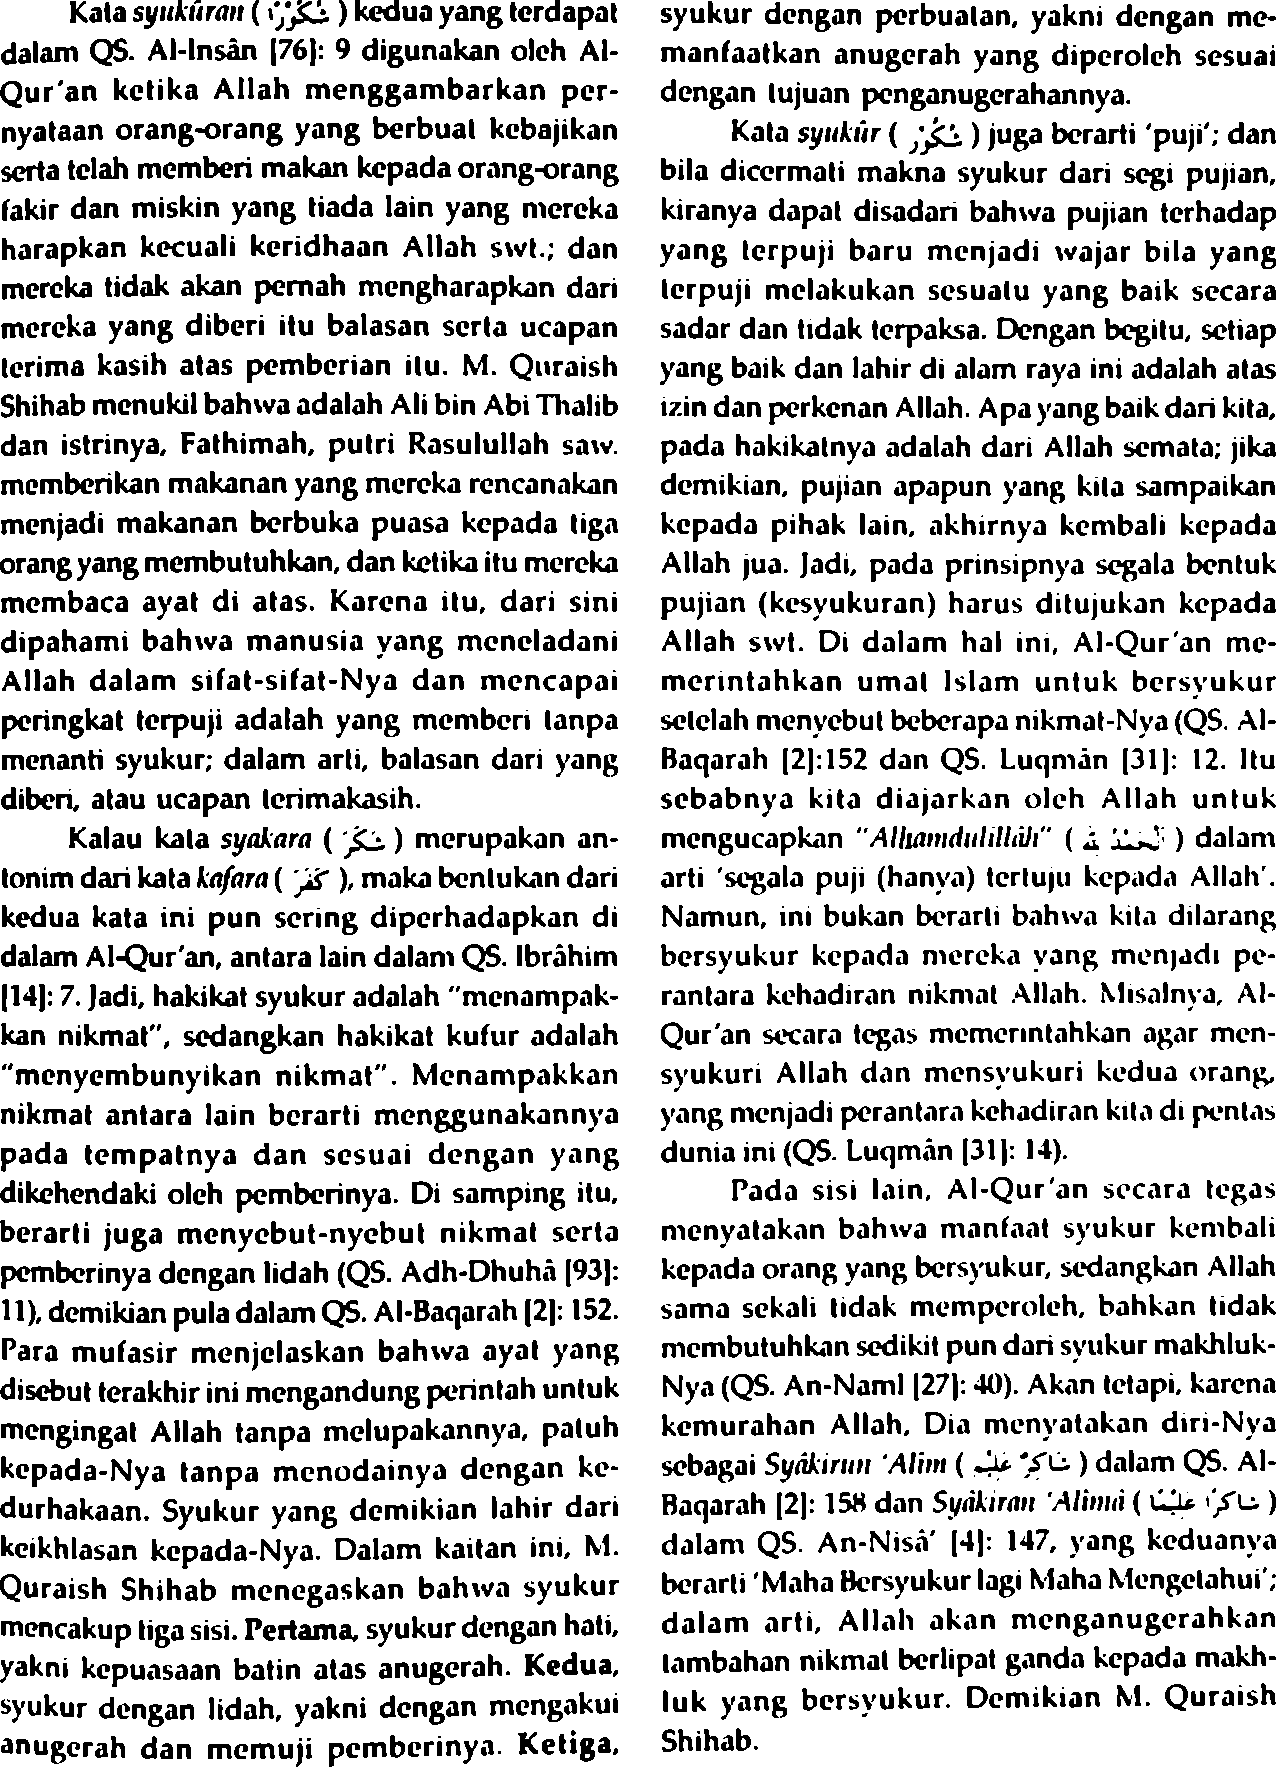 Kata syukûran ( شُكُوْرًا ) kedua yang terdapat
dalam QS. Al-Insân [76]: 9 digunakan oleh Al-
Qur'an ketika Allah menggambarkan per-
nyataan orang-orang yang berbuat kebajikan
serta telah memberi makan kepada orang-orang
fakir dan miskin yang tiada lain yang mereka
harapkan kecuali keridhaan Allah swt.; dan
mereka tidak akan pernah mengharapkan dari
mereka yang diberi itu balasan serta ucapan
terima kasih atas pemberian itu. M. Quraish
Shihab menukil bahwa adalah Ali bin Abi Thalib
dan istrinya, Fathimah, putri Rasulullah saw.
memberikan makanan yang mereka rencanakan
menjadi makanan berbuka puasa kepada tiga
orang yang membutuhkan, dan ketika itu mereka
membaca ayat di atas. Karena itu, dari sini
dipahami bahwa manusia yang meneladani
Allah dalam sifat-sifat-Nya dan mencapai
peringkat terpuji adalah yang memberi tanpa
menanti syukur; dalam arti, balasan dari yang
diberi, atau ucapan terimakasih.
Kalau kata syakara ( شَكَرَ ) merupakan an-
tonim dari kata kafara ( كَفَرَ ), maka bentukan dari
kedua kata ini pun sering diperhadapkan di
dalam Al-Qur'an, antara lain dalam QS. Ibrâhim
[14]: 7. Jadi, hakikat syukur adalah "menampak-
kan nikmat", sedangkan hakikat kufur adalah
"menyembunyikan nikmat". Menampakkan
nikmat antara lain berarti menggunakannya
pada tempatnya dan sesuai dengan yang
dikehendaki oleh pemberinya. Di samping itu,
berarti juga menyebut-nyebut nikmat serta
pemberinya dengan lidah (QS. Adh-Dhuhâ [93]:
11), demikian pula dalam QS. Al-Baqarah [2]: 152.
Para mufasir menjelaskan bahwa ayat yang
disebut terakhir ini mengandung perintah untuk
mengingat Allah tanpa melupakannya, patuh
kepada-Nya tanpa menodainya dengan ke-
durhakaan. Syukur yang demikian lahir dari
keikhlasan kepada-Nya. Dalam kaitan ini, M.
Quraish Shihab menegaskan bahwa syukur
mencakup tiga sisi. Pertama, syukur dengan hati,
yakni kepuasaan batin atas anugerah. Kedua,
syukur dengan lidah, yakni dengan mengakui
anugerah dan memuji pemberinya. Ketiga,
syukur dengan perbuatan, yakni dengan me-
manfaatkan anugerah yang diperoleh sesuai
dengan tujuan penganugerahannya.
Kata syukûr ( شُكُوْرٌ ) juga berarti 'puji'; dan
bila dicermati makna syukur dari segi pujian,
kiranya dapat disadari bahwa pujian terhadap
yang terpuji baru menjadi wajar bila yang
terpuji melakukan sesuatu yang baik secara
sadar dan tidak terpaksa. Dengan begitu, setiap
yang baik dan lahir di alam raya ini adalah atas
izin dan perkenan Allah. Apa yang baik dari kita,
pada hakikatnya adalah dari Allah semata; jika
demikian, pujian apapun yang kita sampaikan
kepada pihak lain, akhirnya kembali kepada
Allah jua. Jadi, pada prinsipnya segala bentuk
pujian (kesyukuran) harus ditujukan kepada
Allah swt. Di dalam hal ini, Al-Qur'an me-
merintahkan umat Islam untuk bersyukur
setelah menyebut beberapa nikmat-Nya (QS. Al-
Baqarah [2]:152 dan QS. Luqmân [31]: 12. Itu
sebabnya kita diajarkan oleh Allah untuk
mengucapkan "Alhamdulillâh" ( اَلْحَمْدُ لِلّٰهِ ) dalam
arti 'segala puji (hanya) tertuju kepada Allah'.
Namun, ini bukan berarti bahwa kita dilarang
bersyukur kepada mereka yang menjadi pe-
rantara kehadiran nikmat Allah. Misalnya, Al-
Qur'an secara tegas memerintahkan agar men-
syukuri Allah dan mensyukuri kedua orang,
yang menjadi perantara kehadiran kita di pentas
dunia ini (QS. Luqmân [31]: 14).
Pada sisi lain, Al-Qur'an secara tegas
menyatakan bahwa manfaat syukur kembali
kepada orang yang bersyukur, sedangkan Allah
sama sekali tidak memperoleh, bahkan tidak
membutuhkan sedikit pun dari syukur makhluk-
Nya (QS. An-Naml [27]: 40). Akan tetapi, karena
kemurahan Allah, Dia menyatakan diri-Nya
sebagai Syâkirun 'Alim ( شَاكِرٌ عَلِيْمٌ ) dalam QS. Al-
Baqarah [2]: 158 dan Syâkiran 'Alimâ ( شَاكِرًا عَلِيْمًا )
dalam QS. An-Nisâ' [4]: 147, yang keduanya
berarti 'Maha Bersyukur lagi Maha Mengetahui';
dalam arti, Allah akan menganugerahkan
tambahan nikmat berlipat ganda kepada makh-
luk yang bersyukur. Demikian M. Quraish
Shihab.